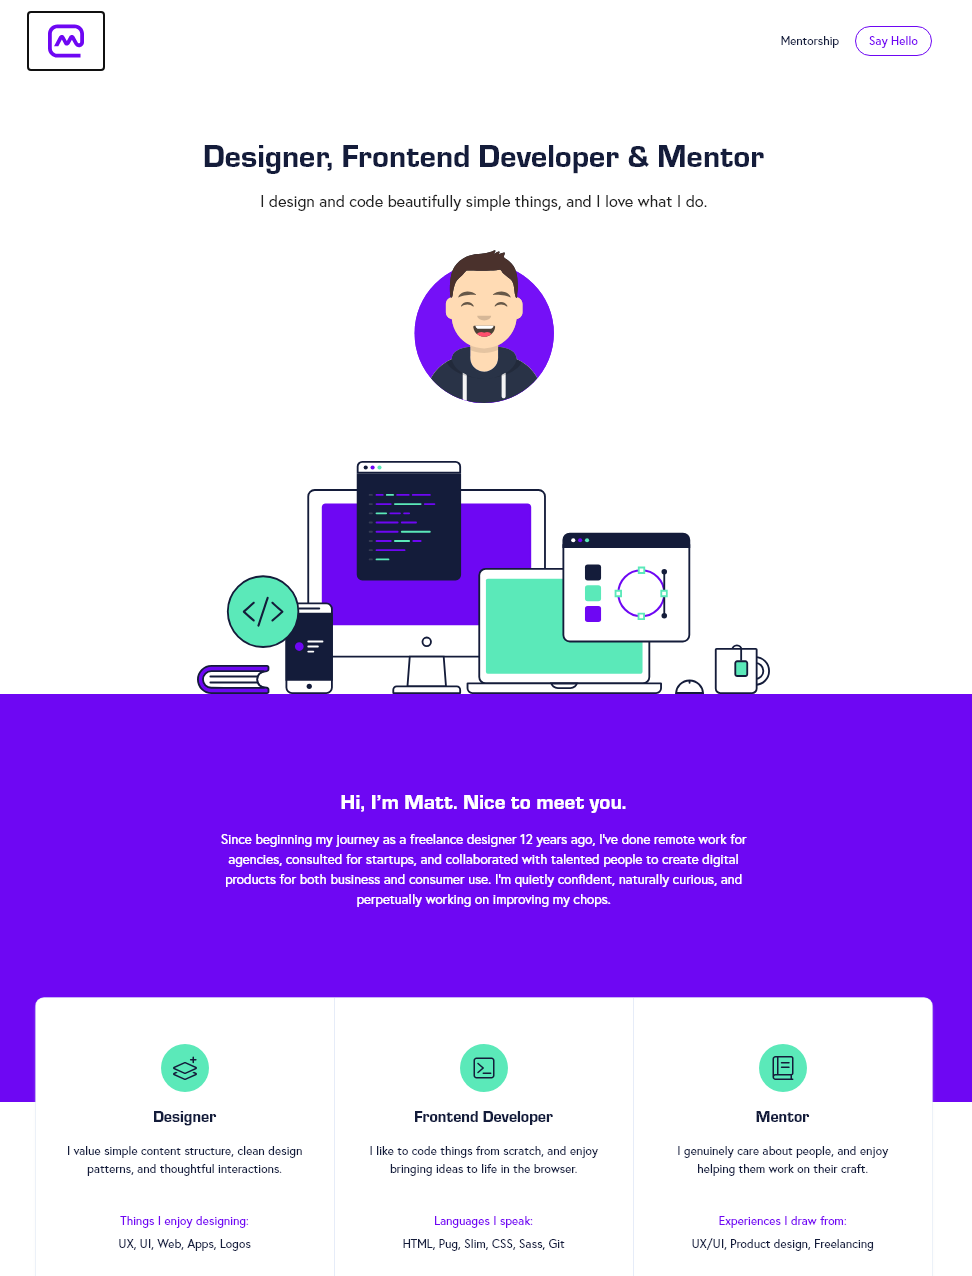 Mentorship
Say Hello
Designer, Frontend Developer & Mentor
I design and code beautifully simple things, and I love what I do.
</>
Hi, I’m Matt. Nice to meet you.
Since beginning my journey as a freelance designer 12 years ago, I've done remote work for
agencies, consulted for startups, and collaborated with talented people to create digital
products for both business and consumer use. I'm quietly confident, naturally curious, and
perpetually working on improving my chops.
Designer
I value simple content structure, clean design
patterns, and thoughtful interactions.
Things I enjoy designing:
UX, UI, Web, Apps, Logos
Frontend Developer
I like to code things from scratch, and enjoy
bringing ideas to life in the browser.
Languages I speak:
HTML, Pug, Slim, CSS, Sass, Git
Mentor
I genuinely care about people, and enjoy
helping them work on their craft.
Experiences I draw from:
UX/UI, Product design, Freelancing